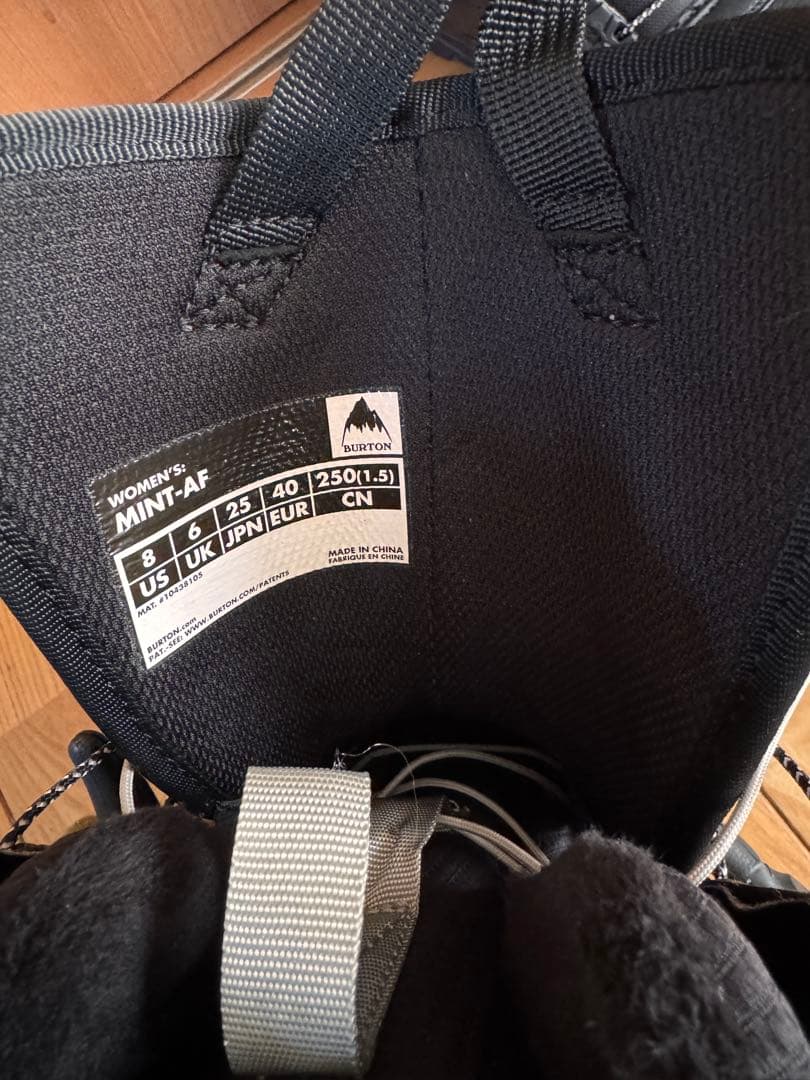 BURTON
WOMEN'S:
MINT-AF
8 6 25 40 250(1.5)
US UK JPN EUR CN
MAT. #10438105
MADE IN CHINA
FABRIQUE EN CHINE
BURTON.com
PAT.-SEE: WWW.BURTON.COM/PATENTS